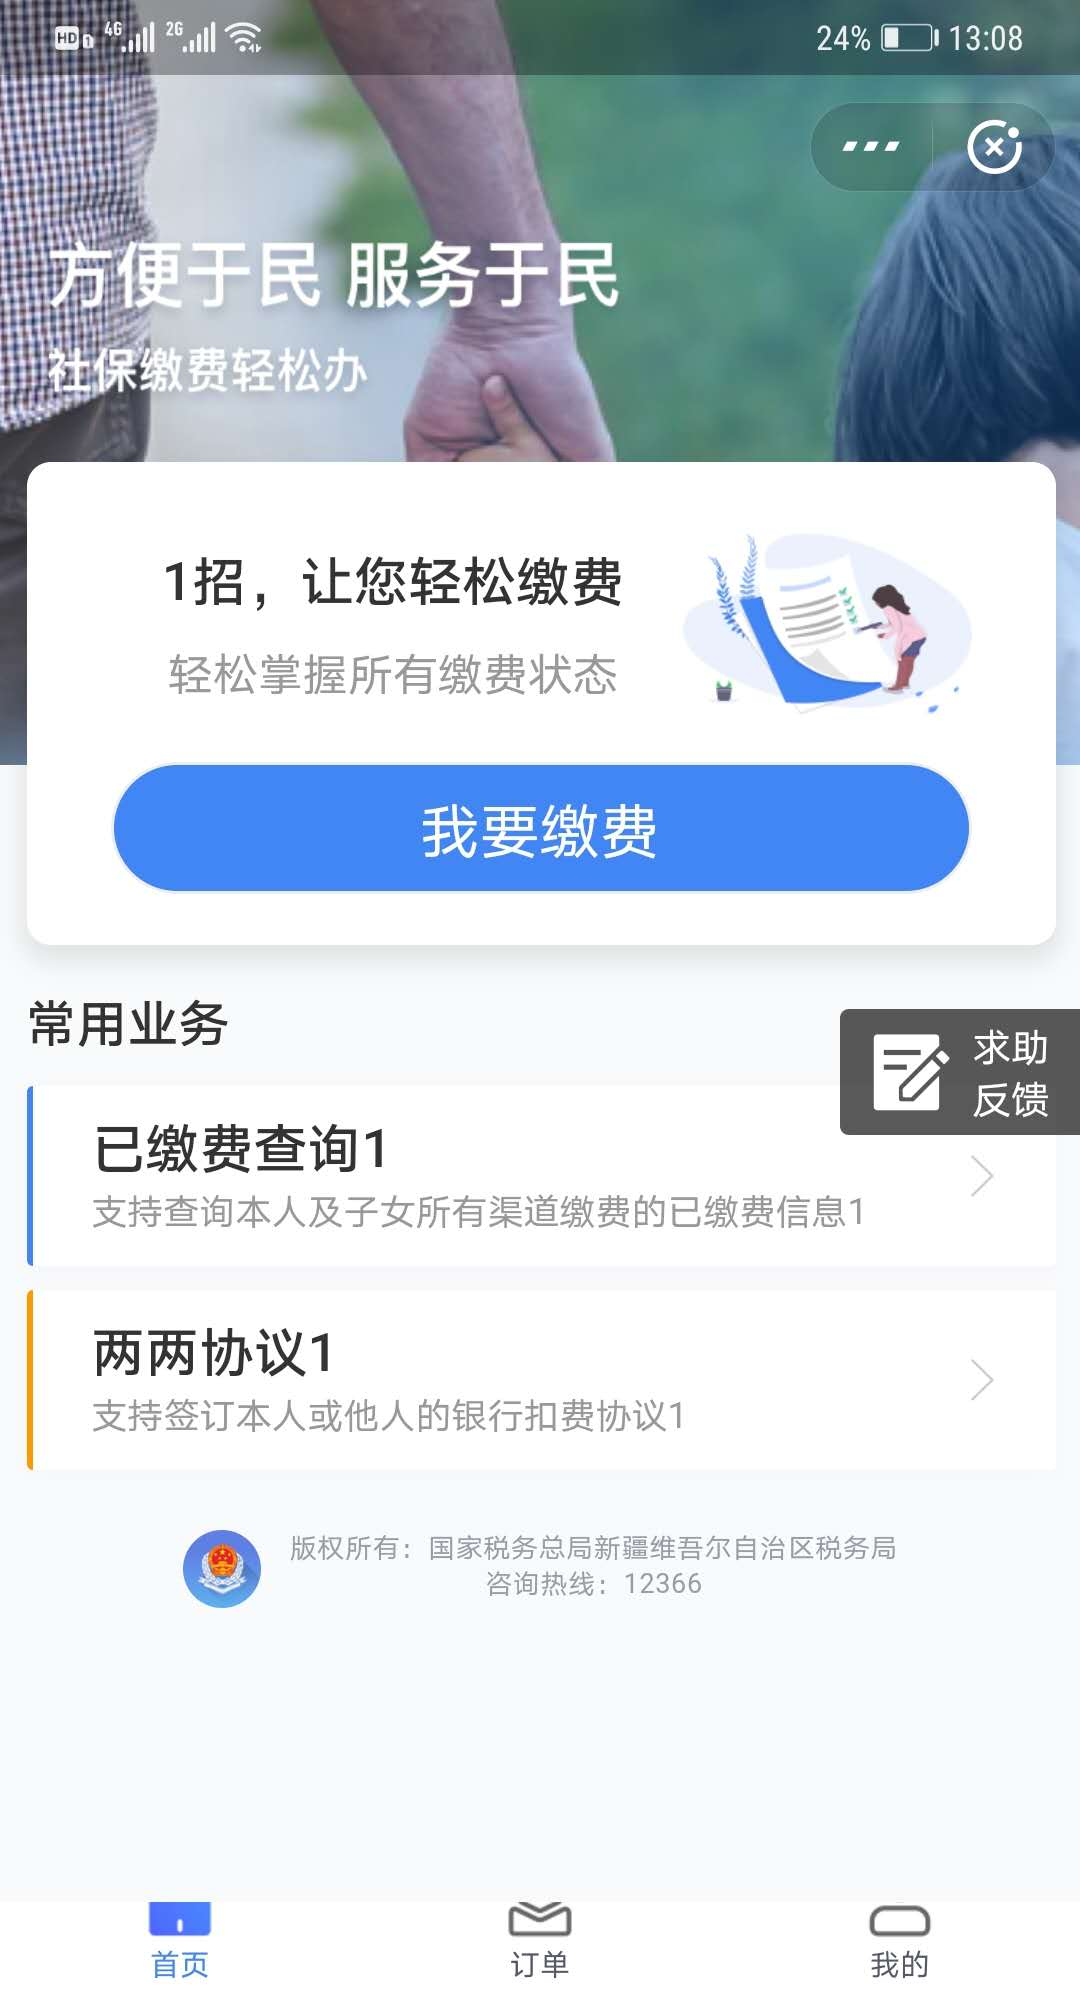 HD 1 4G 2G 24% 13:08
方便于民 服务于民
社保缴费轻松办
1招，让您轻松缴费
轻松掌握所有缴费状态
我要缴费
常用业务
求助
反馈
已缴费查询1
支持查询本人及子女所有渠道缴费的已缴费信息1
两两协议1
支持签订本人或他人的银行扣费协议1
版权所有：国家税务总局新疆维吾尔自治区税务局
咨询热线：12366
首页 订单 我的